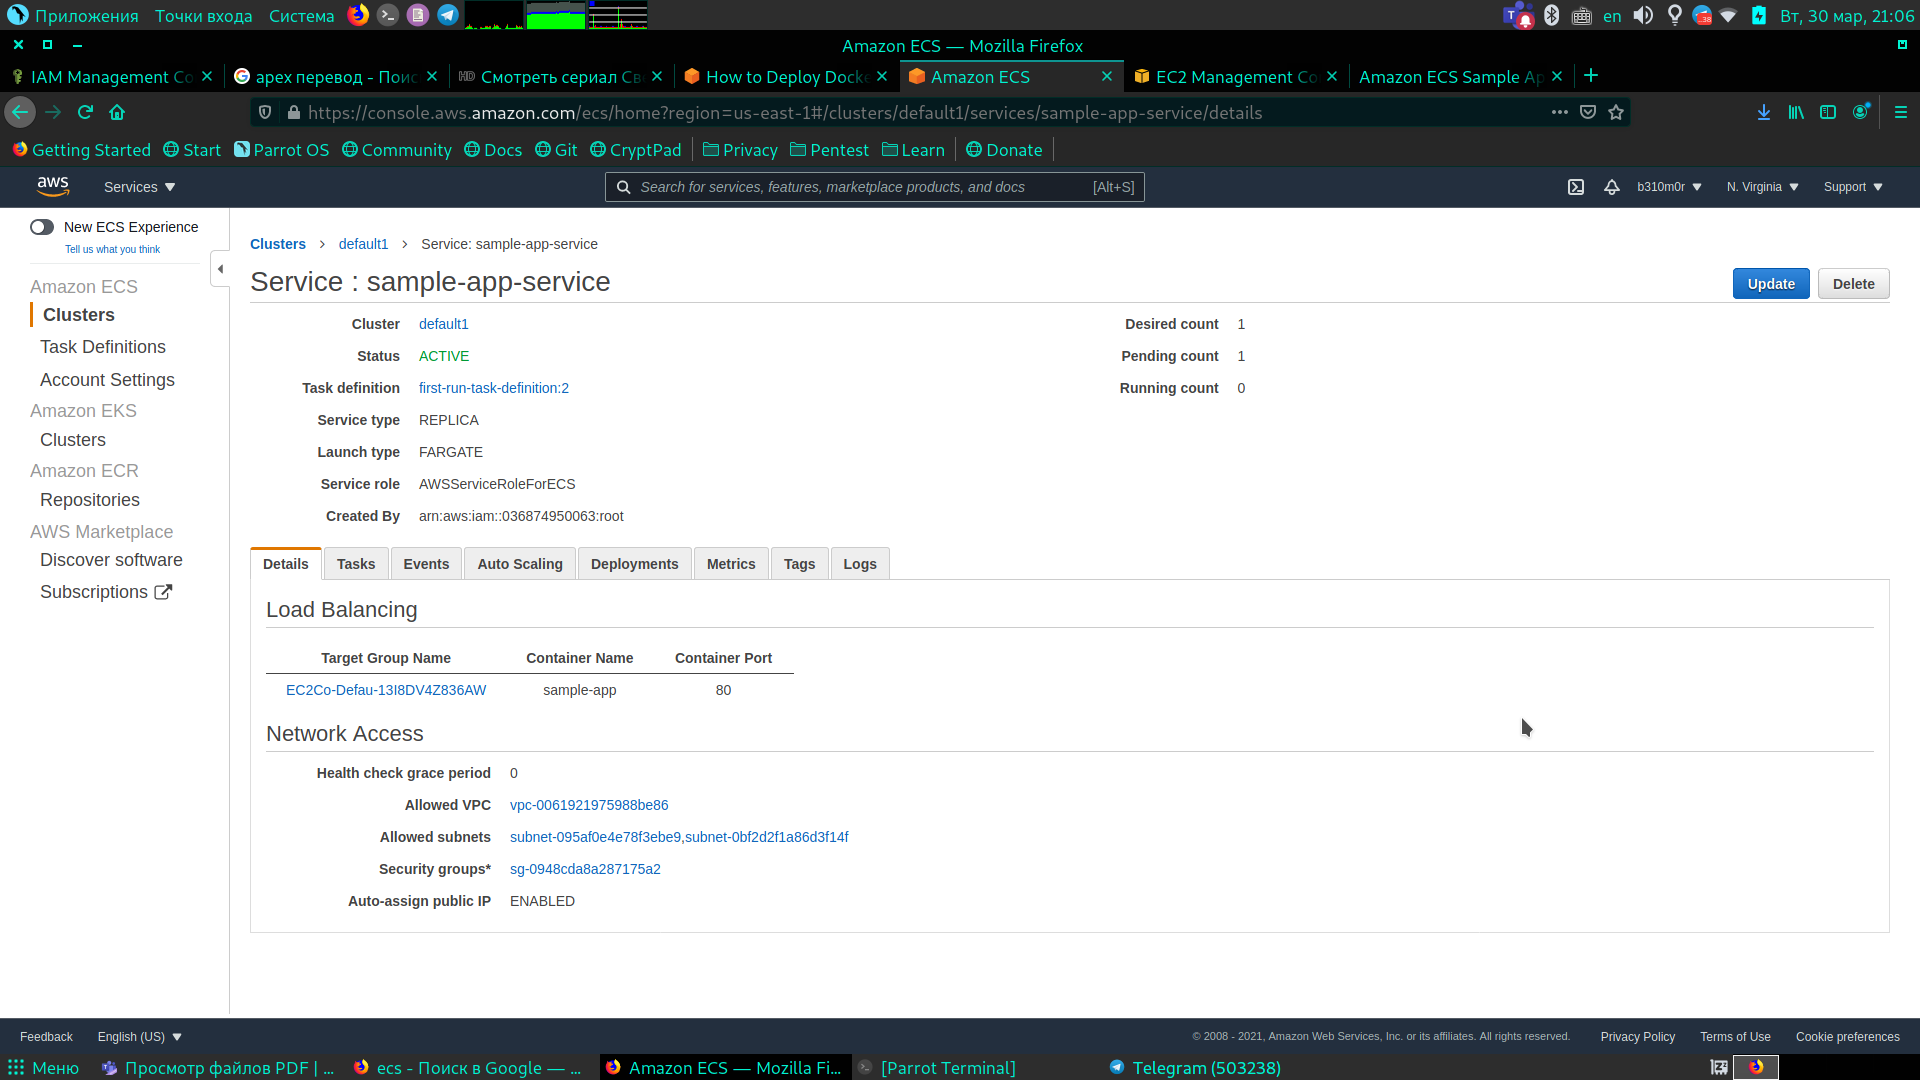 Приложения Точки входа Система en Вт, 30 мар, 21:06
Amazon ECS — Mozilla Firefox
IAM Management Co арех перевод - Поис Смотреть сериал Св How to Deploy Docke Amazon ECS EC2 Management Co Amazon ECS Sample Ap
https://console.aws.amazon.com/ecs/home?region=us-east-1#/clusters/default1/services/sample-app-service/details
Getting Started Start Parrot OS Community Docs Git CryptPad Privacy Pentest Learn Donate
aws Services Search for services, features, marketplace products, and docs [Alt+S] b310m0r N. Virginia Support
New ECS Experience
Tell us what you think
Amazon ECS
Clusters
Task Definitions
Account Settings
Amazon EKS
Clusters
Amazon ECR
Repositories
AWS Marketplace
Discover software
Subscriptions
Clusters default1 Service: sample-app-service
Service : sample-app-service Update Delete
Cluster default1 Desired count 1
Status ACTIVE Pending count 1
Task definition first-run-task-definition:2 Running count 0
Service type REPLICA
Launch type FARGATE
Service role AWSServiceRoleForECS
Created By arn:aws:iam::036874950063:root
Details Tasks Events Auto Scaling Deployments Metrics Tags Logs
Load Balancing
Target Group Name Container Name Container Port
EC2Co-Defau-13I8DV4Z836AW sample-app 80
Network Access
Health check grace period 0
Allowed VPC vpc-0061921975988be86
Allowed subnets subnet-095af0e4e78f3ebe9,subnet-0bf2d2f1a86d3f14f
Security groups* sg-0948cda8a287175a2
Auto-assign public IP ENABLED
Feedback English (US) © 2008 - 2021, Amazon Web Services, Inc. or its affiliates. All rights reserved. Privacy Policy Terms of Use Cookie preferences
Меню Просмотр файлов PDF | ... ecs - Поиск в Google — ... Amazon ECS — Mozilla Fi... [Parrot Terminal] Telegram (503238)